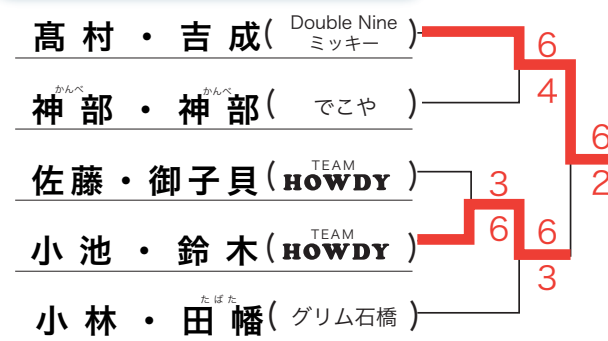 髙村・吉成(Double Nine ミッキー)
かんべ かんべ
神部・神部(でこや)
佐藤・御子貝(TEAM HOWDY)
小池・鈴木(TEAM HOWDY)
たばた
小林・田幡(グリム石橋)
6
4
3
6
6
3
6
2